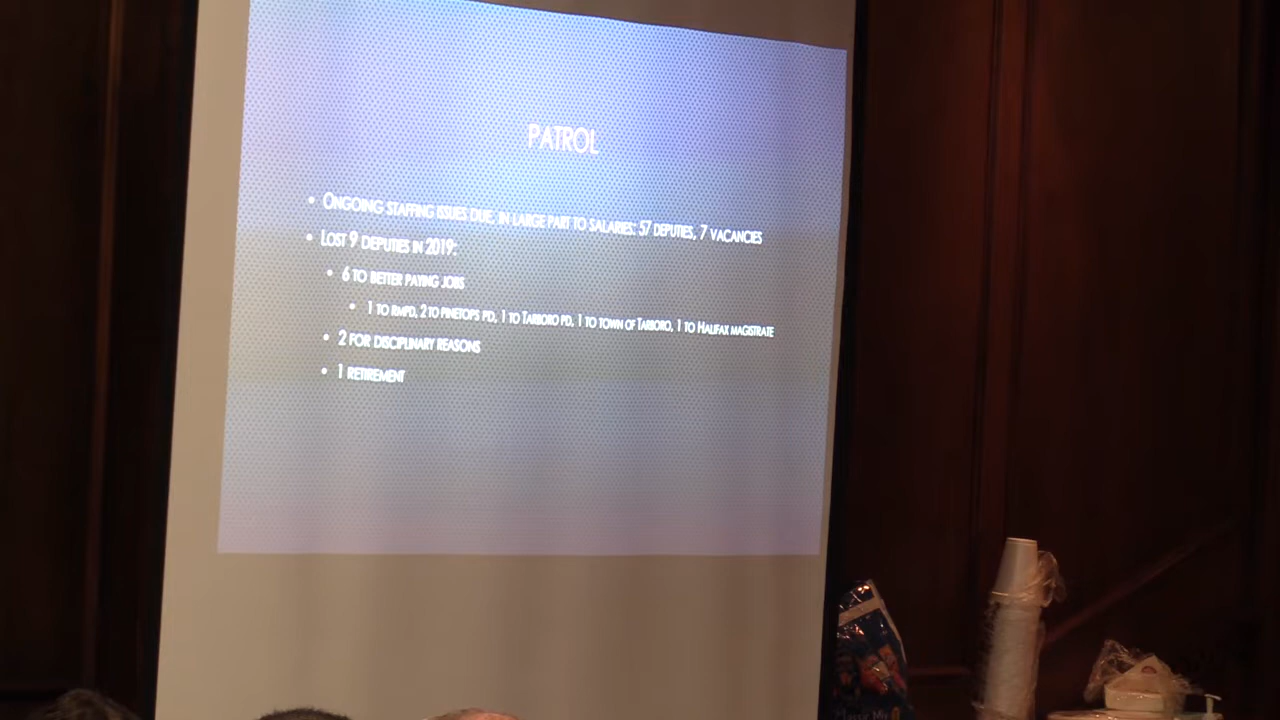 PATROL
• ONGOING STAFFING ISSUES DUE, IN LARGE PART TO SALARIES: 57 DEPUTIES, 7 VACANCIES
• LOST 9 DEPUTIES IN 2019:
• 6 TO BETTER PAYING JOBS
• 1 TO RMPD, 2 TO PINETOPS PD, 1 TO TARBORO PD, 1 TO TOWN OF TARBORO, 1 TO HALIFAX MAGISTRATE
• 2 FOR DISCIPLINARY REASONS
• 1 RETIREMENT